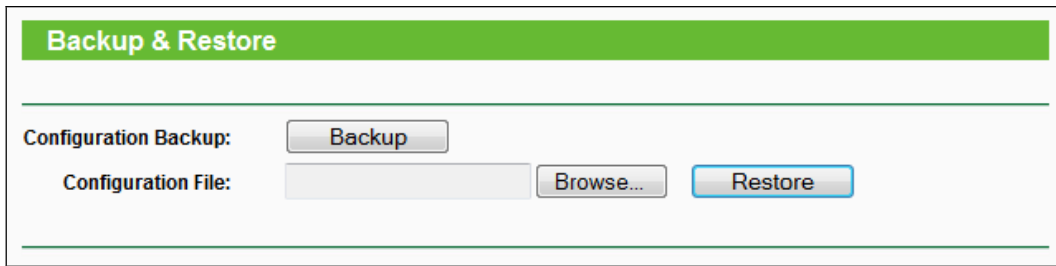 Backup & Restore
Configuration Backup: Backup
Configuration File: Browse... Restore